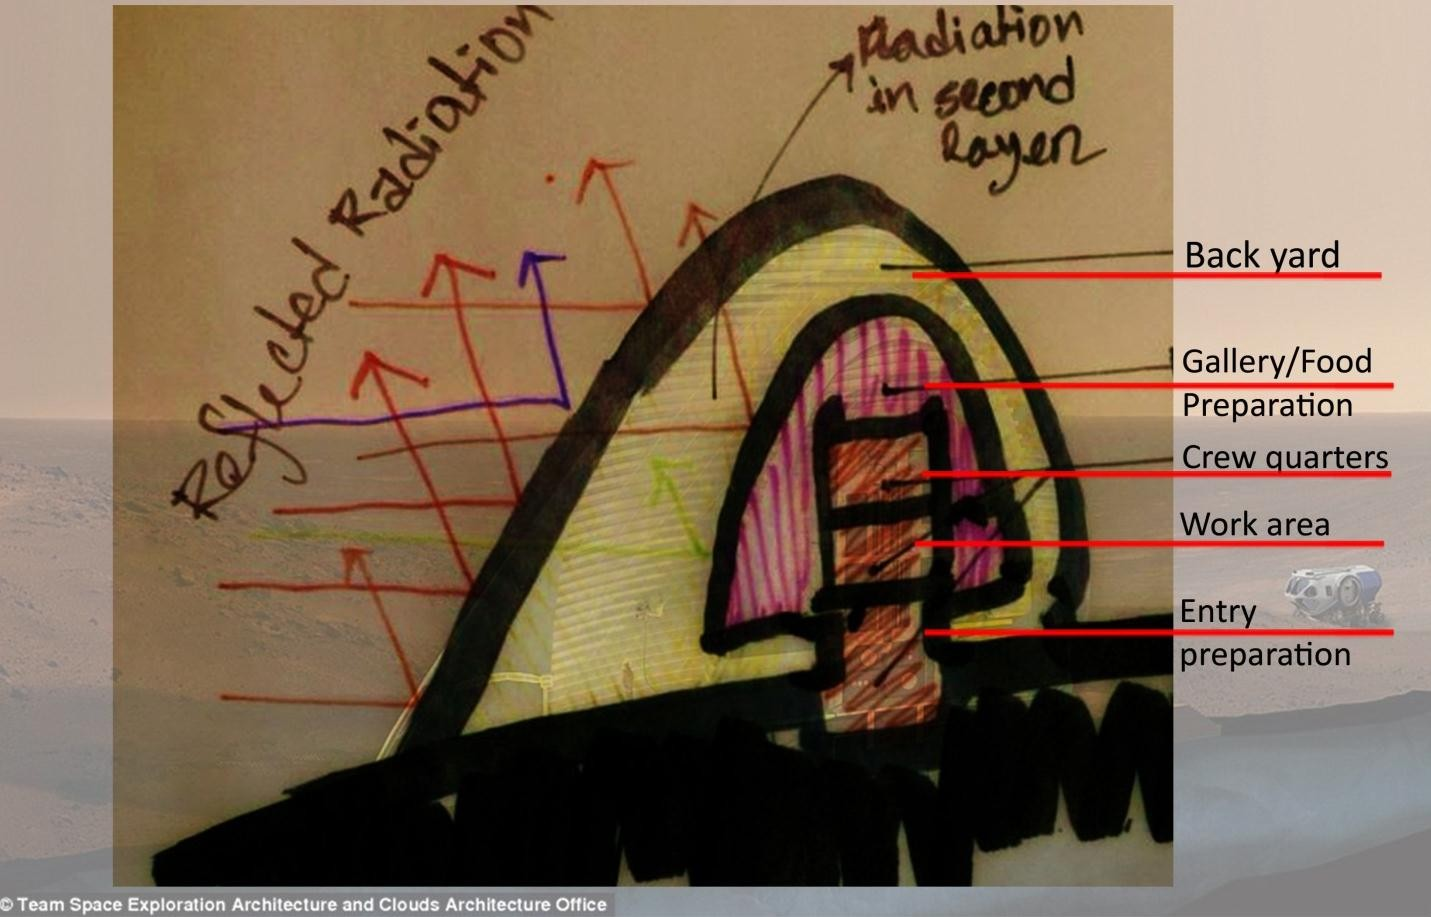 Reflected Radiation
Radiation
in second
Layer
Back yard
Gallery/Food
Preparation
Crew quarters
Work area
Entry
preparation
© Team Space Exploration Architecture and Clouds Architecture Office